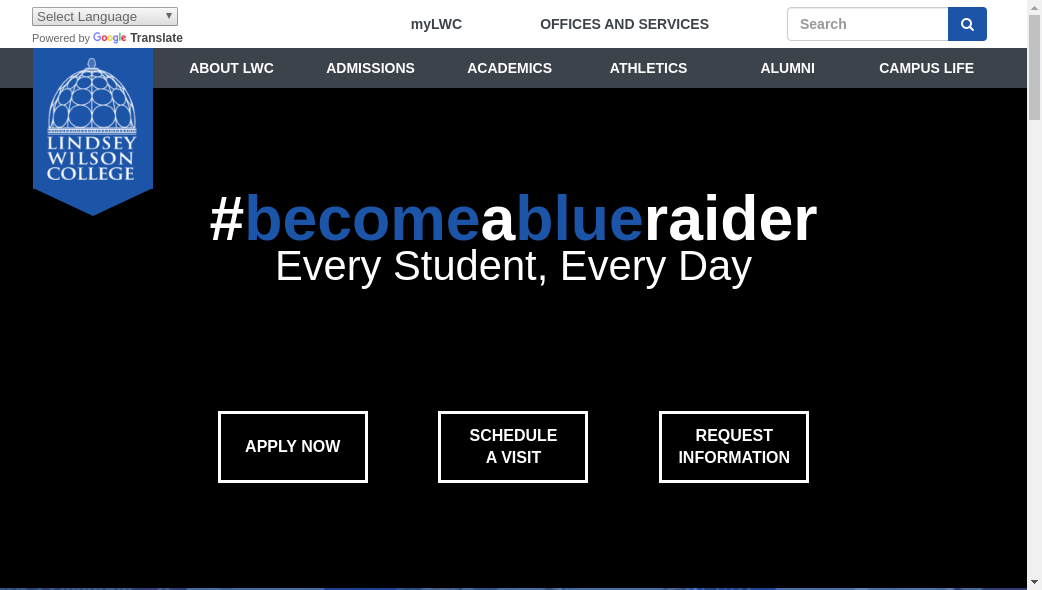 Select Language
Powered by Google Translate
myLWC
OFFICES AND SERVICES
Search
ABOUT LWC
ADMISSIONS
ACADEMICS
ATHLETICS
ALUMNI
CAMPUS LIFE
LINDSEY
WILSON
COLLEGE
#becomeablueraider
Every Student, Every Day
APPLY NOW
SCHEDULE
A VISIT
REQUEST
INFORMATION